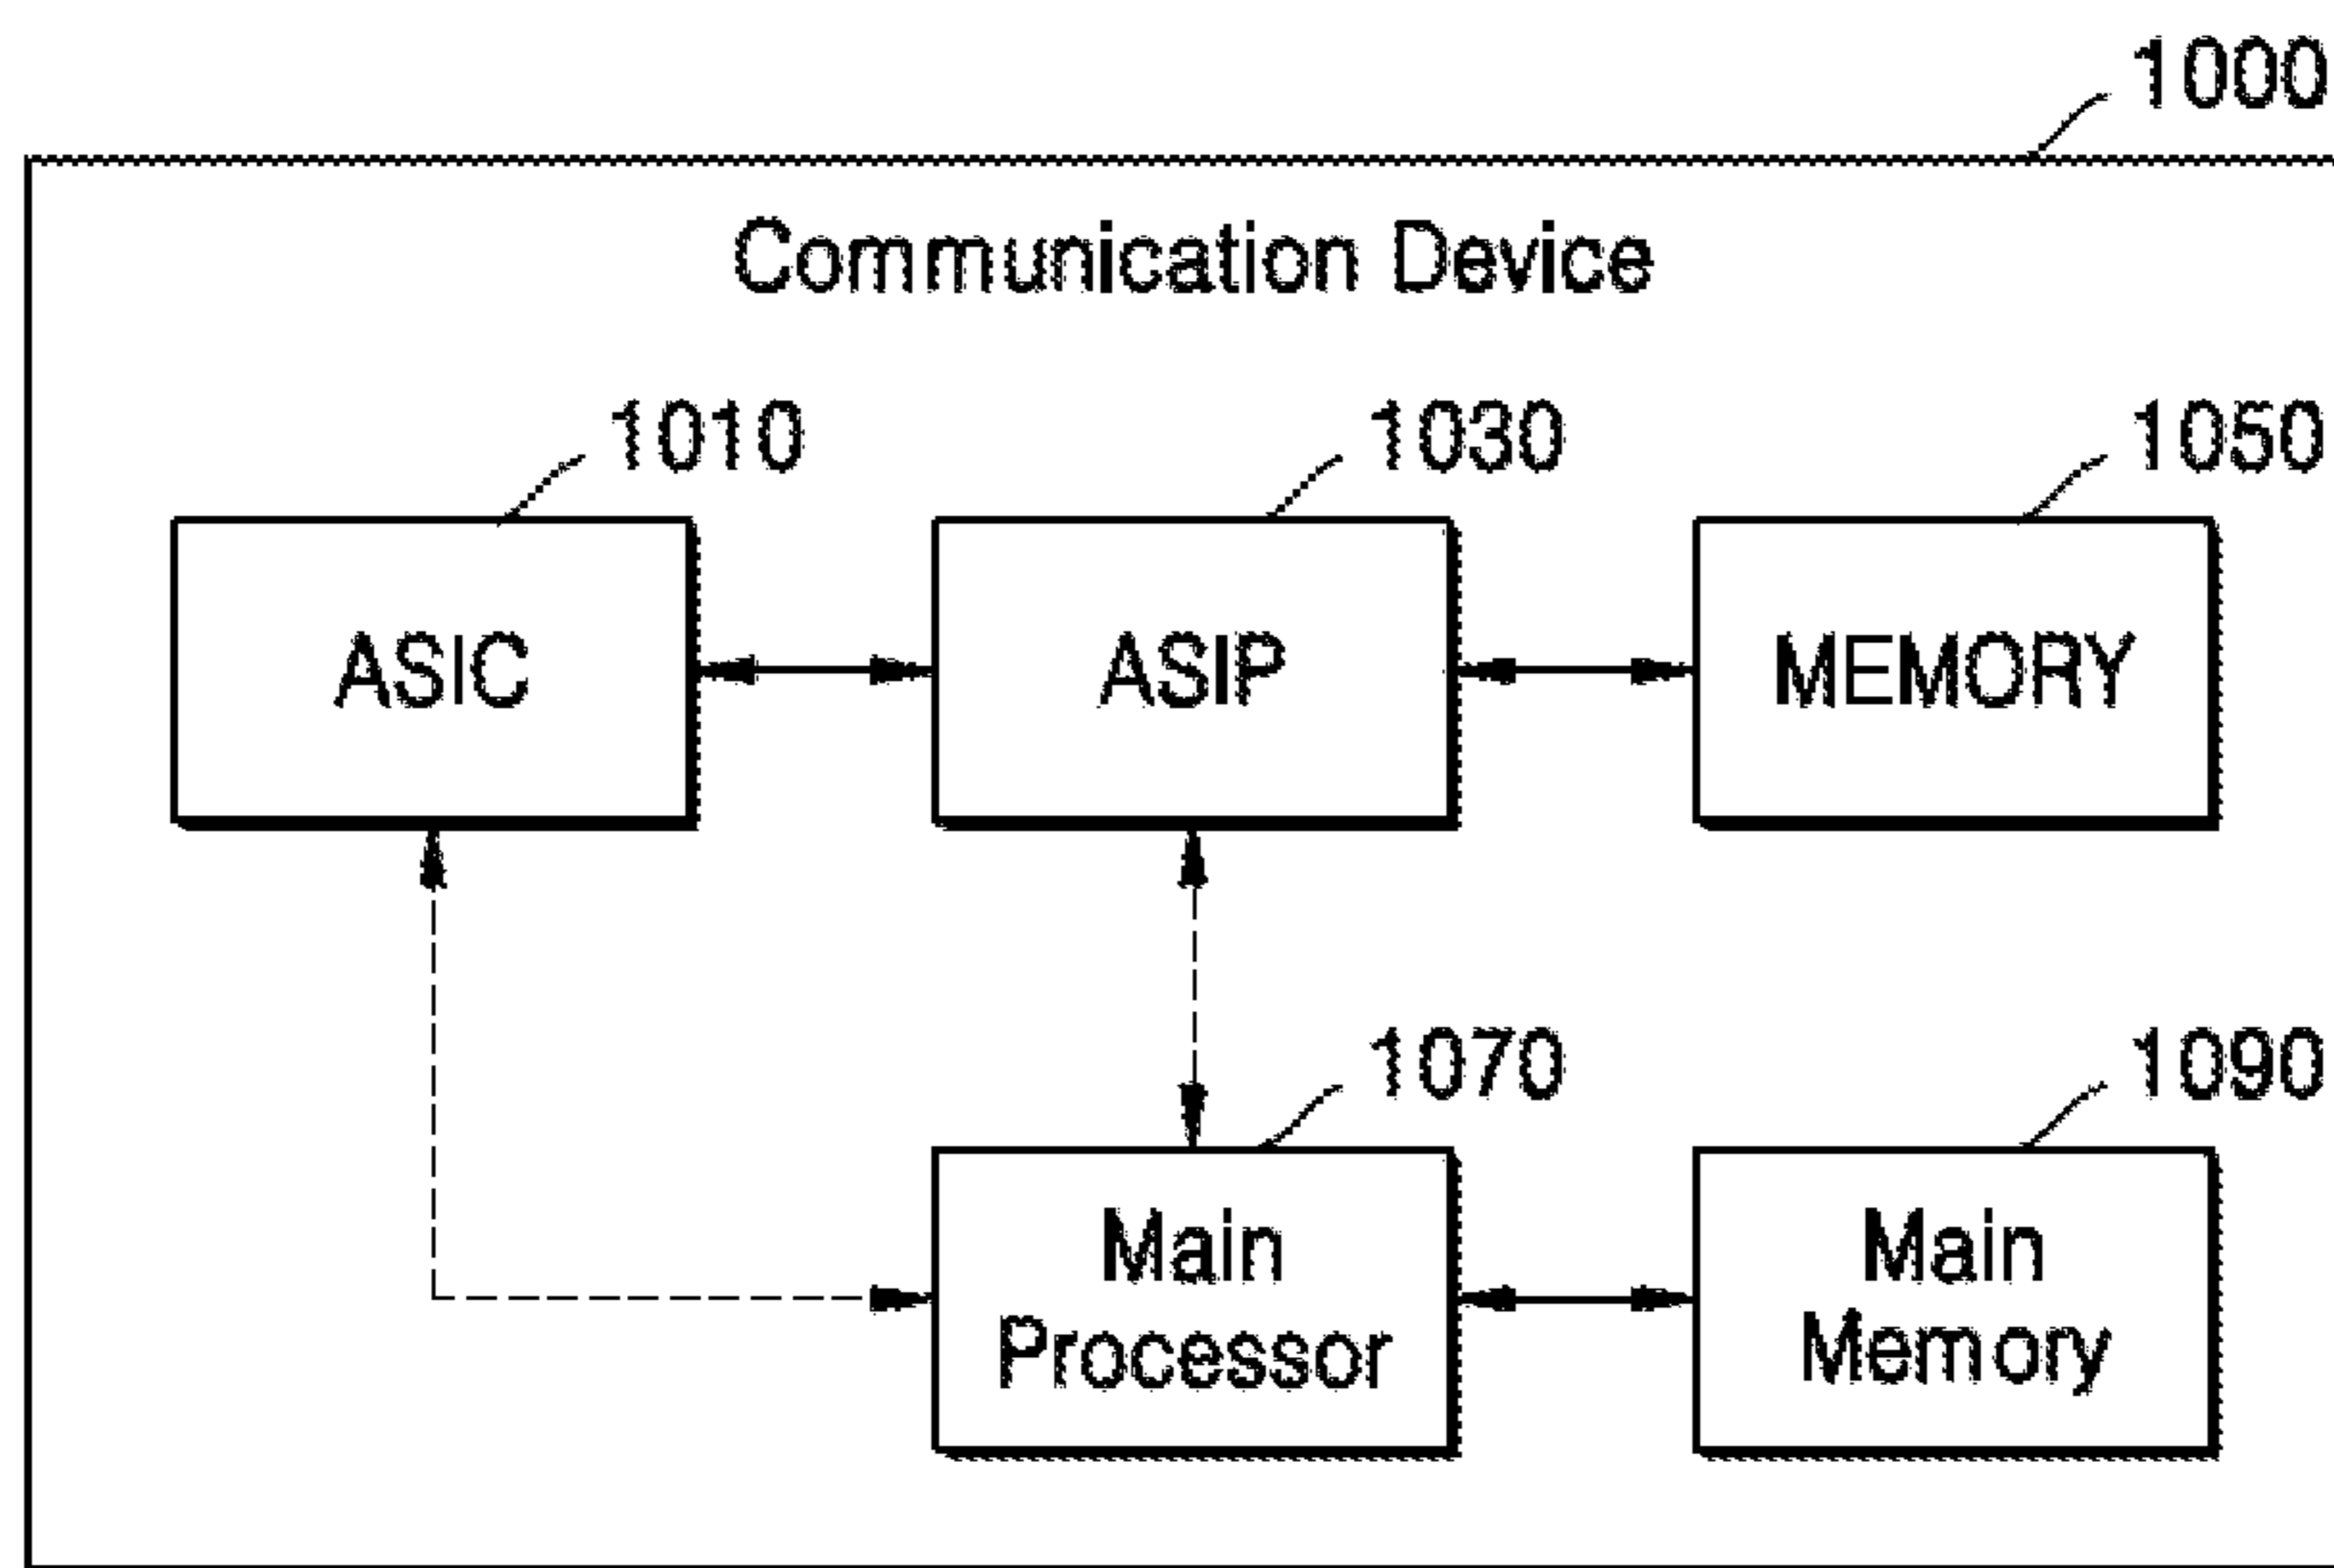 1000
Communication Device
1010
1030
1050
ASIC
ASIP
MEMORY
1070
1090
Main
Processor
Main
Memory